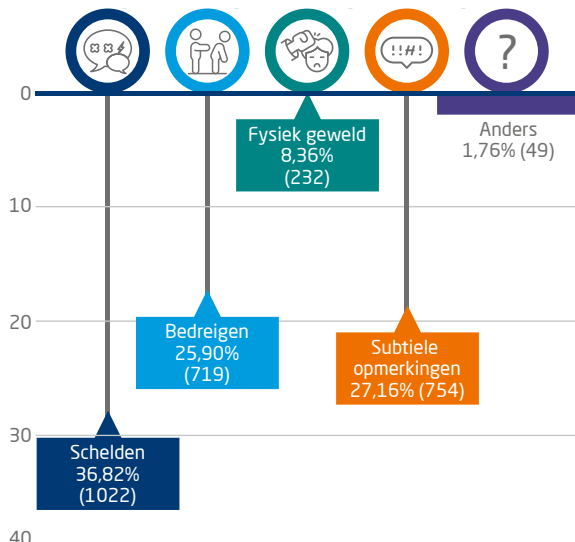 !!#!
?
0
Fysiek geweld
8,36%
(232)
Anders
1,76% (49)
10
20
Bedreigen
25,90%
(719)
Subtiele
opmerkingen
27,16% (754)
30
Schelden
36,82%
(1022)
40